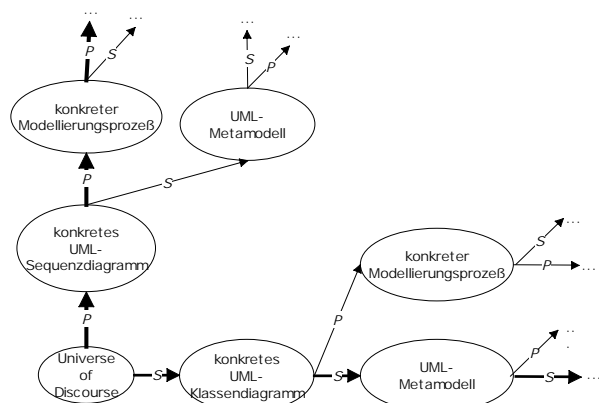 ...
...
P
S
S
P
konkreter
Modellierungsprozeß
UML-
Metamodell
P
S
konkretes
UML-
Sequenzdiagramm
...
S
konkreter
Modellierungsprozeß
P
...
P
P
..
.
Universe
of
Discourse
S
konkretes
UML-
Klassendiagramm
S
UML-
Metamodell
P
S
...